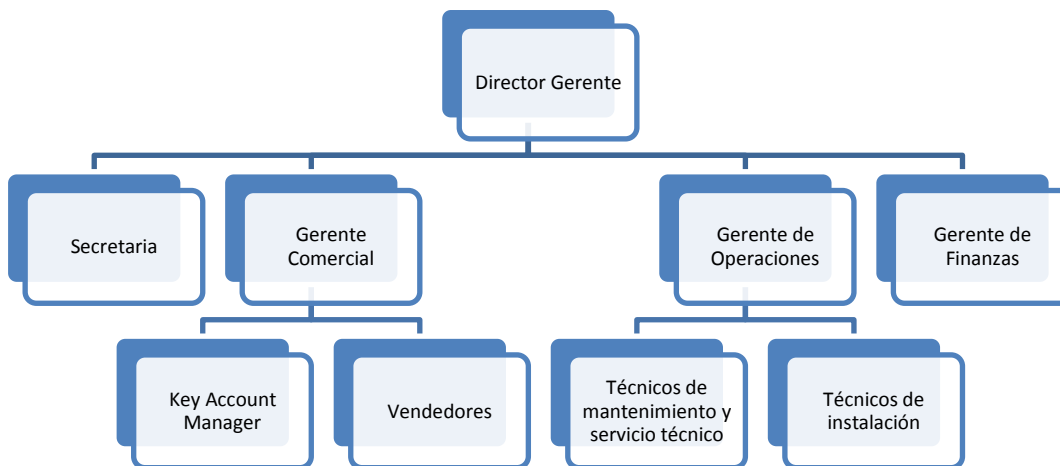 Director Gerente
Secretaria
Gerente
Comercial
Gerente de
Operaciones
Gerente de
Finanzas
Key Account
Manager
Vendedores
Técnicos de
mantenimiento y
servicio técnico
Técnicos de
instalación